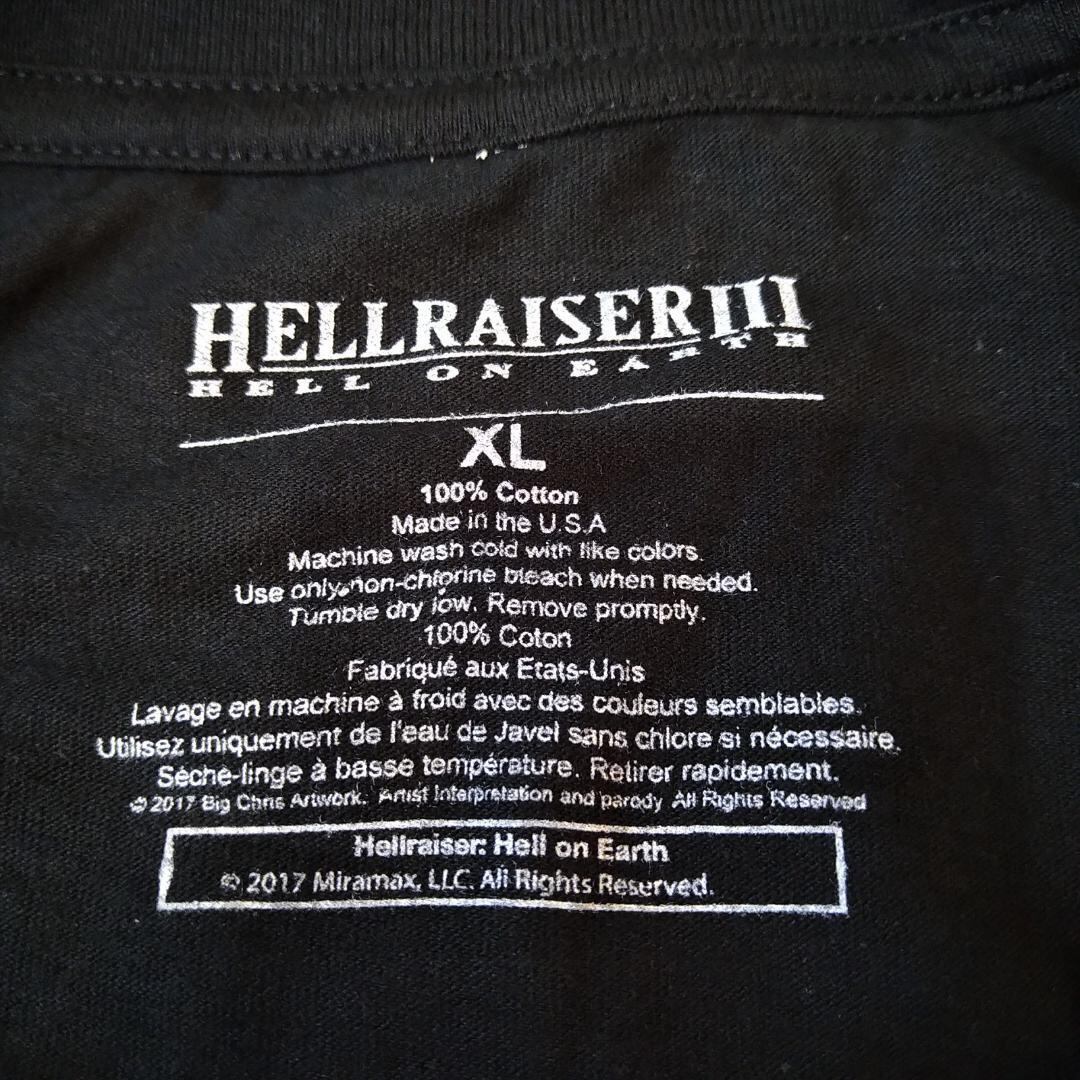 HELLRAISER III
HELL ON EARTH
XL
100% Cotton
Made in the U.S.A
Machine wash cold with like colors.
Use only non-chlorine bleach when needed.
Tumble dry low. Remove promptly.
100% Coton
Fabriqué aux Etats-Unis
Lavage en machine à froid avec des couleurs semblables.
Utilisez uniquement de l'eau de Javel sans chlore si nécessaire.
Sèche-linge à basse température. Retirer rapidement.
© 2017 Big Chris Artwork. Artist Interpretation and parody All Rights Reserved
Hellraiser: Hell on Earth
© 2017 Miramax, LLC. All Rights Reserved.